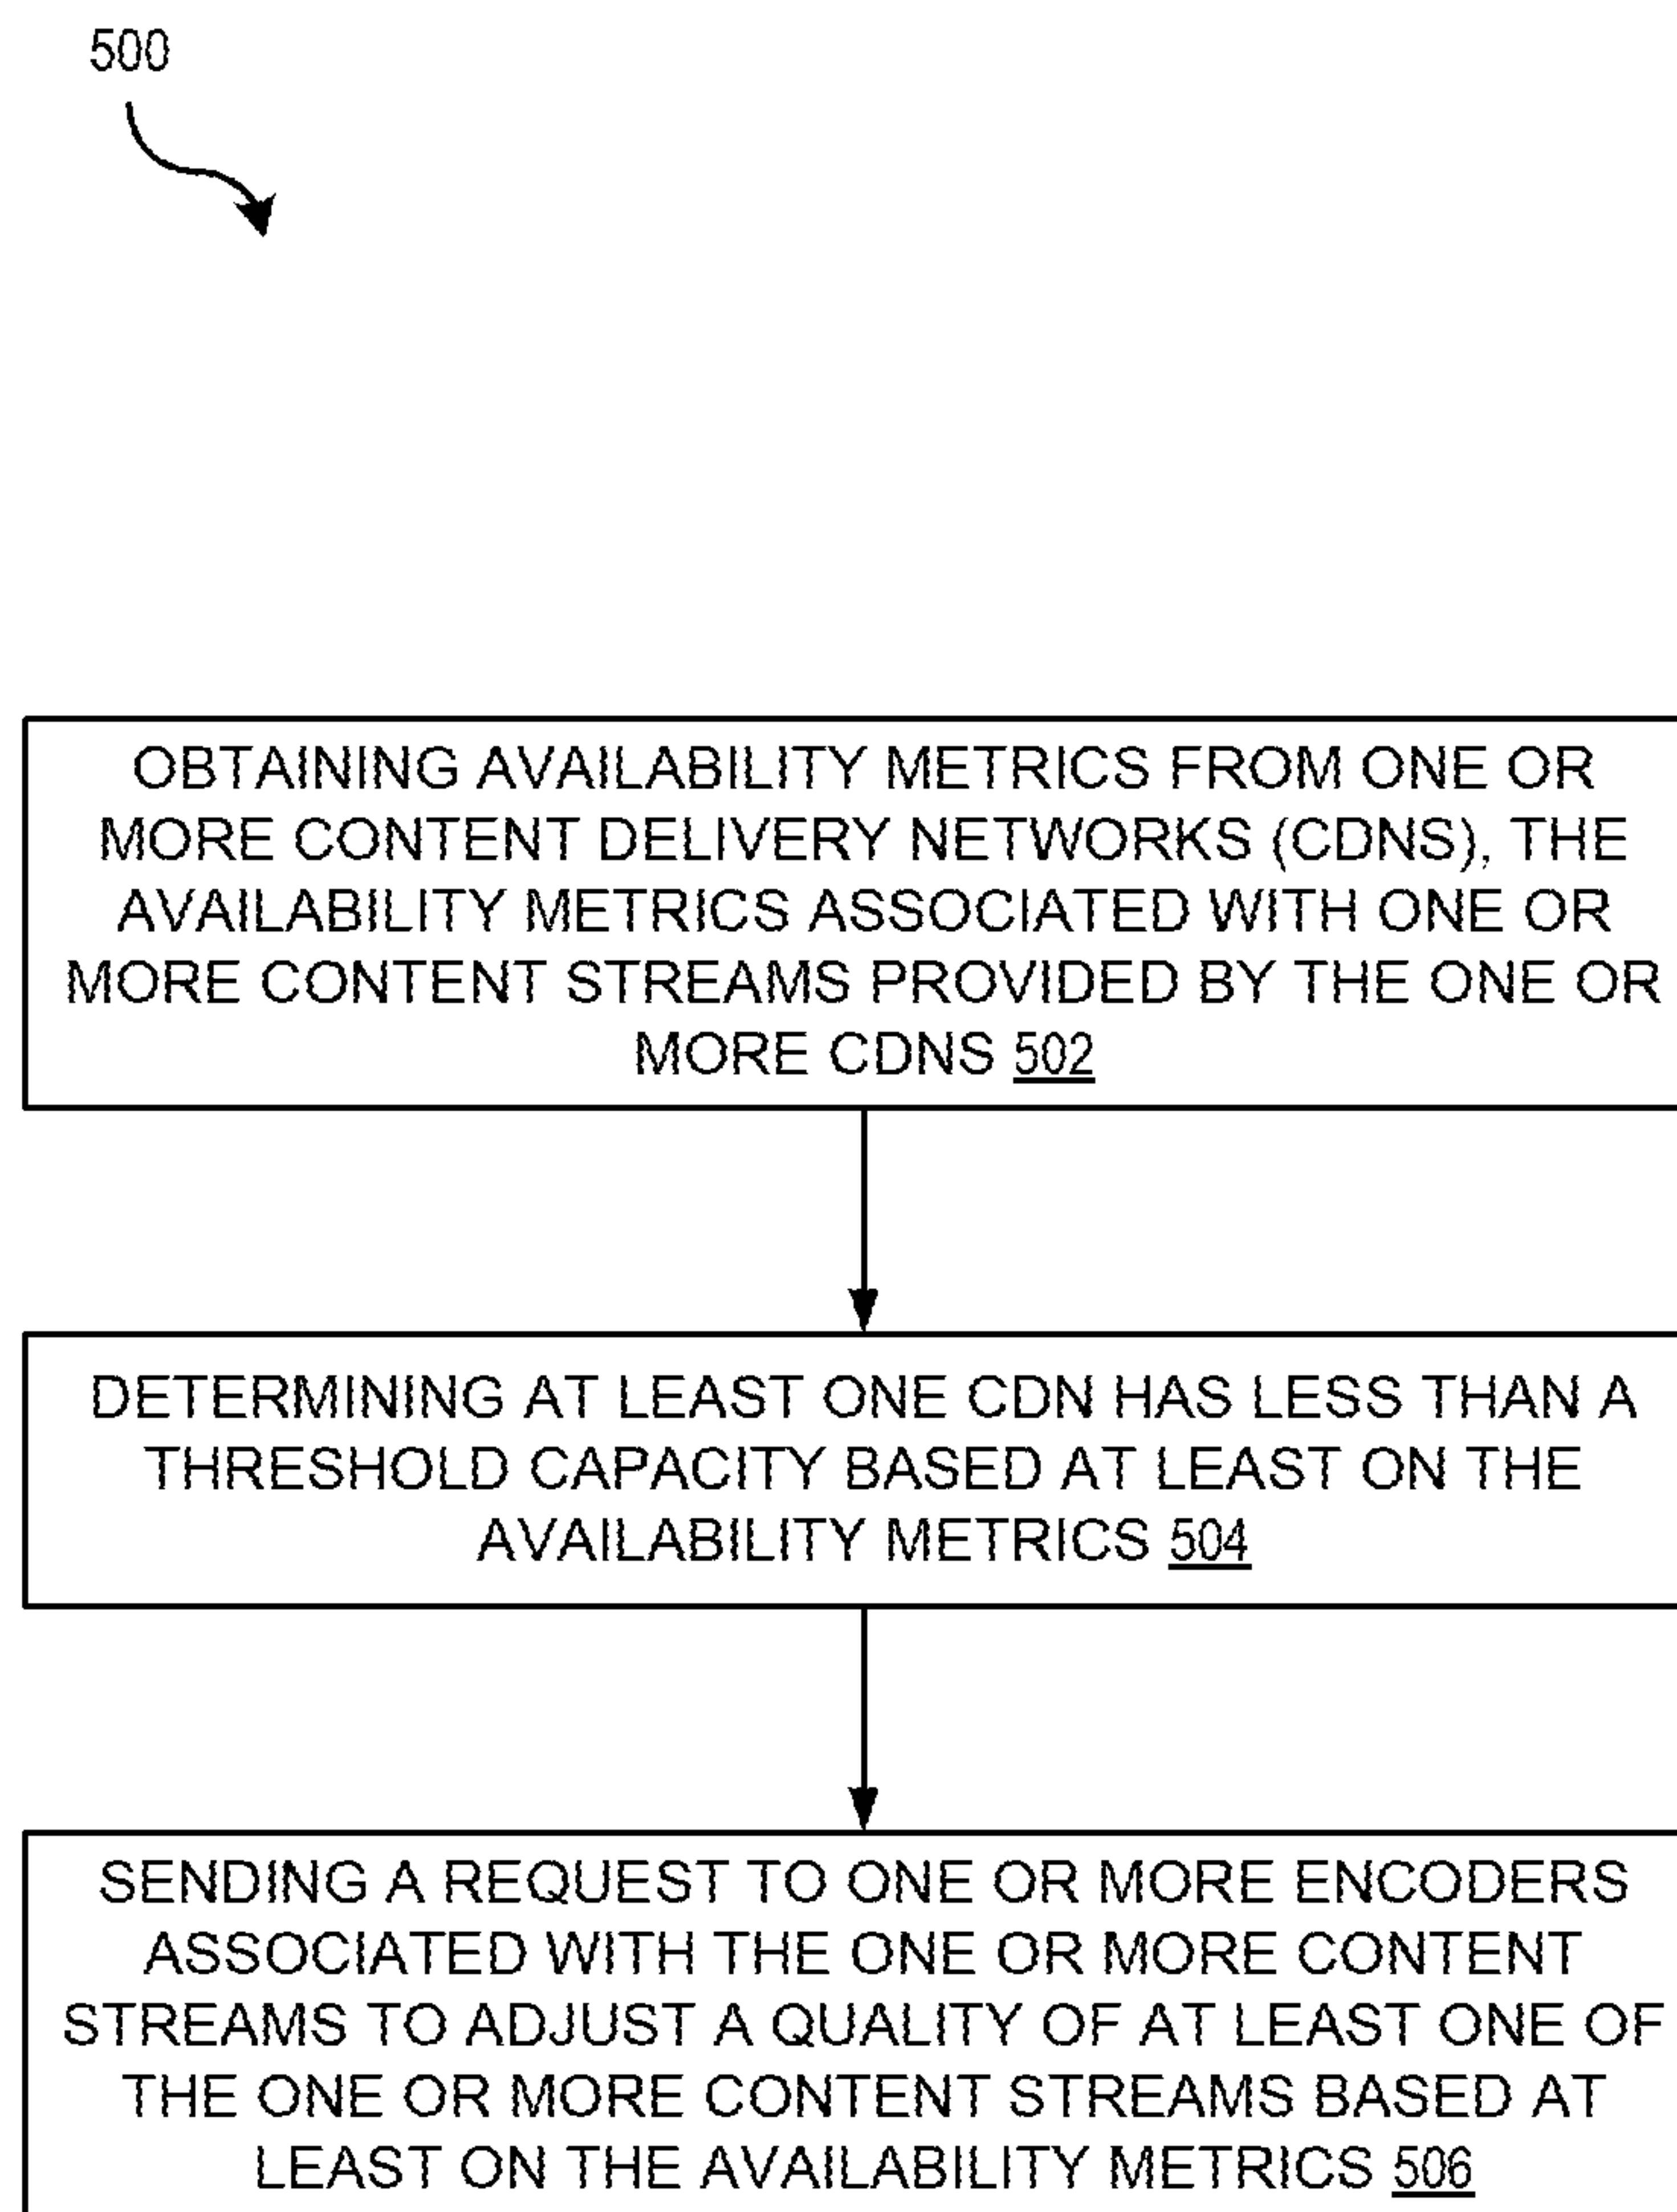 500
OBTAINING AVAILABILITY METRICS FROM ONE OR
MORE CONTENT DELIVERY NETWORKS (CDNS), THE
AVAILABILITY METRICS ASSOCIATED WITH ONE OR
MORE CONTENT STREAMS PROVIDED BY THE ONE OR
MORE CDNS 502
DETERMINING AT LEAST ONE CDN HAS LESS THAN A
THRESHOLD CAPACITY BASED AT LEAST ON THE
AVAILABILITY METRICS 504
SENDING A REQUEST TO ONE OR MORE ENCODERS
ASSOCIATED WITH THE ONE OR MORE CONTENT
STREAMS TO ADJUST A QUALITY OF AT LEAST ONE OF
THE ONE OR MORE CONTENT STREAMS BASED AT
LEAST ON THE AVAILABILITY METRICS 506